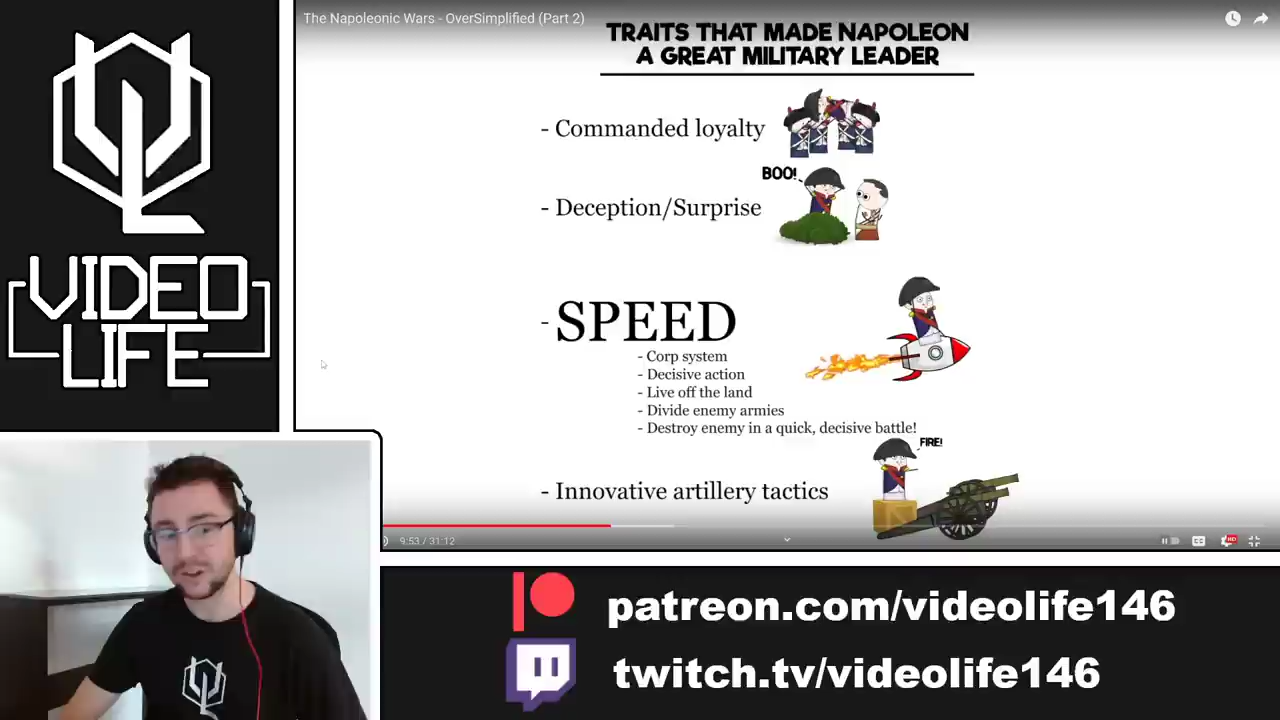 The Napoleonic Wars - OverSimplified (Part 2)
TRAITS THAT MADE NAPOLEON
A GREAT MILITARY LEADER
- Commanded loyalty
BOO!
- Deception/Surprise
- SPEED
- Corp system
- Decisive action
- Live off the land
- Divide enemy armies
- Destroy enemy in a quick, decisive battle!
FIRE!
- Innovative artillery tactics
9:53 / 31:12
CC
HD
VIDEO
LIFE
patreon.com/videolife146
twitch.tv/videolife146